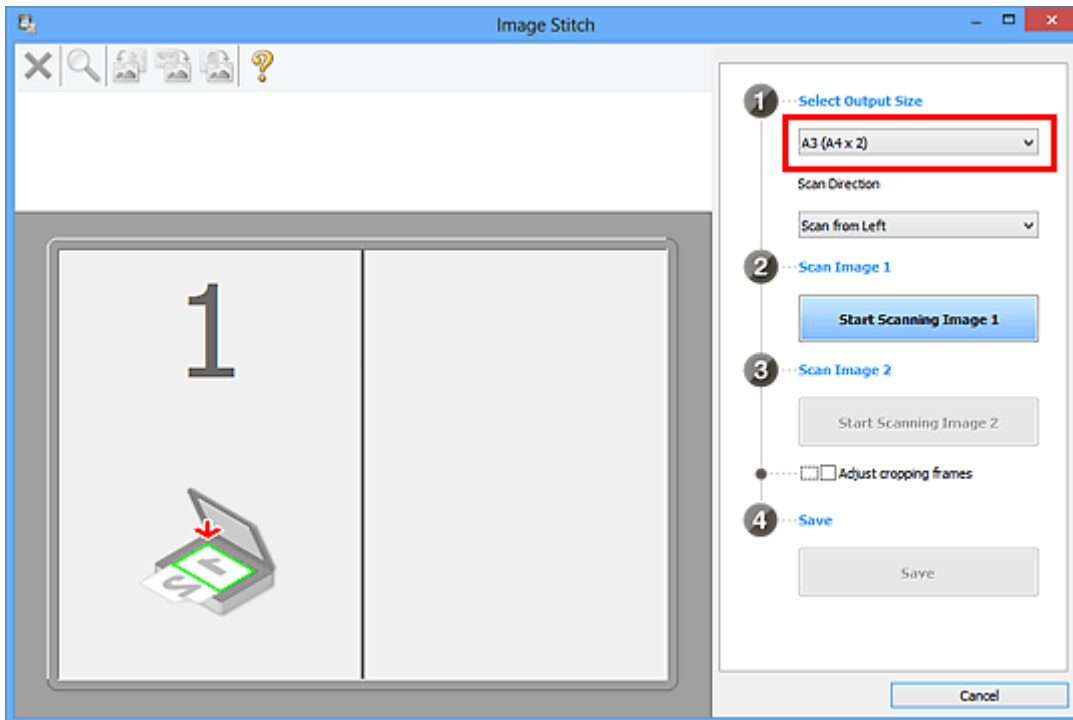 Image Stitch
1
1 Select Output Size
A3 (A4 x 2)
Scan Direction
Scan from Left
2 Scan Image 1
Start Scanning Image 1
3 Scan Image 2
Start Scanning Image 2
Adjust cropping frames
4 Save
Save
Cancel